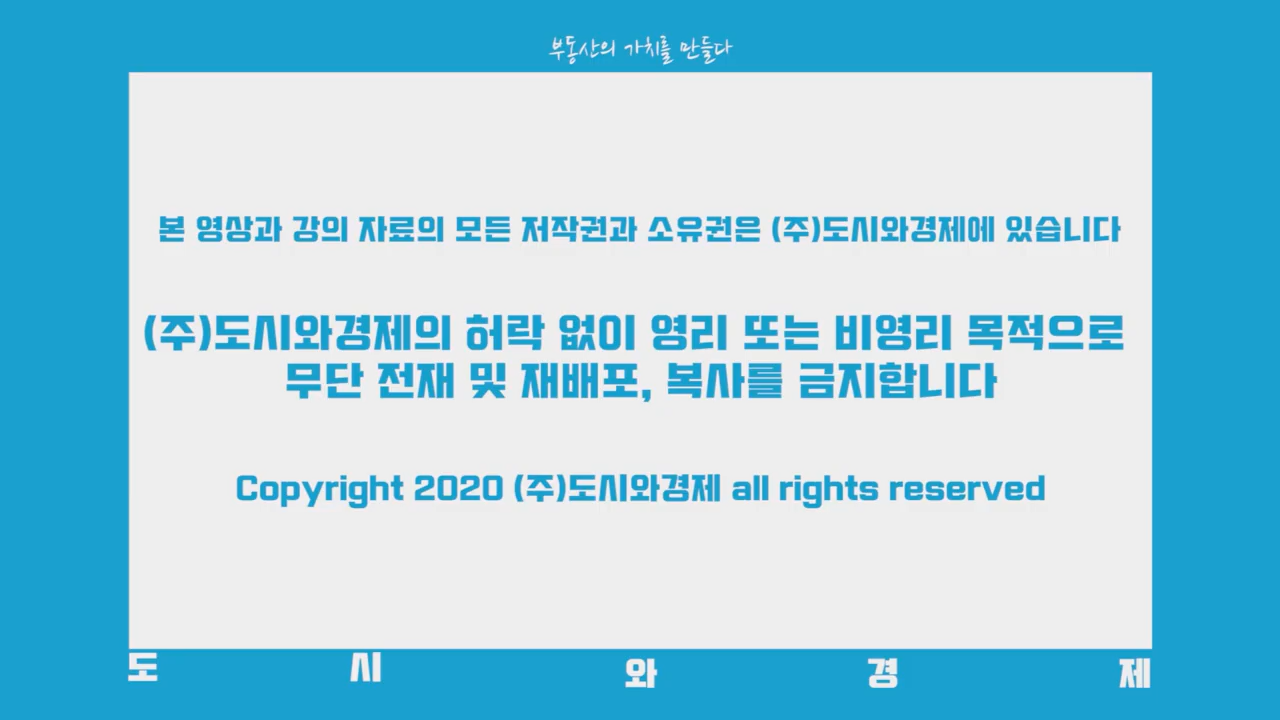 부동산의 가치를 만들다
본 영상과 강의 자료의 모든 저작권과 소유권은 (주)도시와경제에 있습니다
(주)도시와경제의 허락 없이 영리 또는 비영리 목적으로
무단 전재 및 재배포, 복사를 금지합니다
Copyright 2020 (주)도시와경제 all rights reserved
도 시 와 경 제